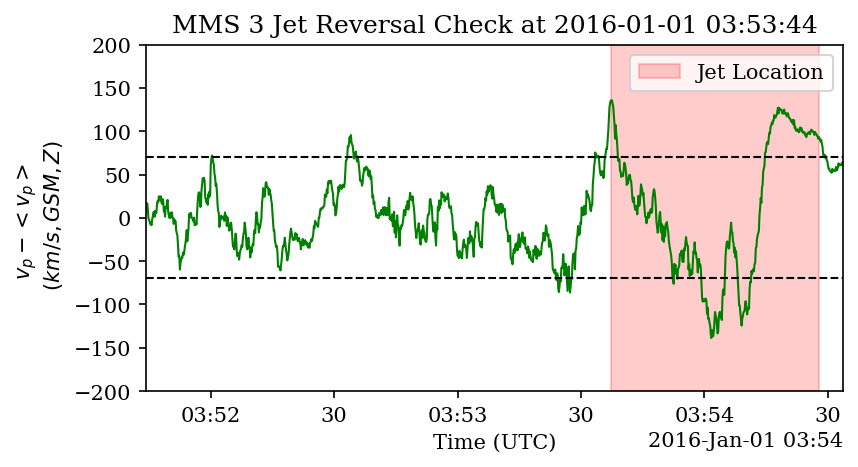 MMS 3 Jet Reversal Check at 2016-01-01 03:53:44
200
150
100
50
0
−50
−100
−150
−200
v_p − < v_p >
(km/s, GSM, Z)
Jet Location
03:52
30
03:53
30
03:54
30
Time (UTC)
2016-Jan-01 03:54